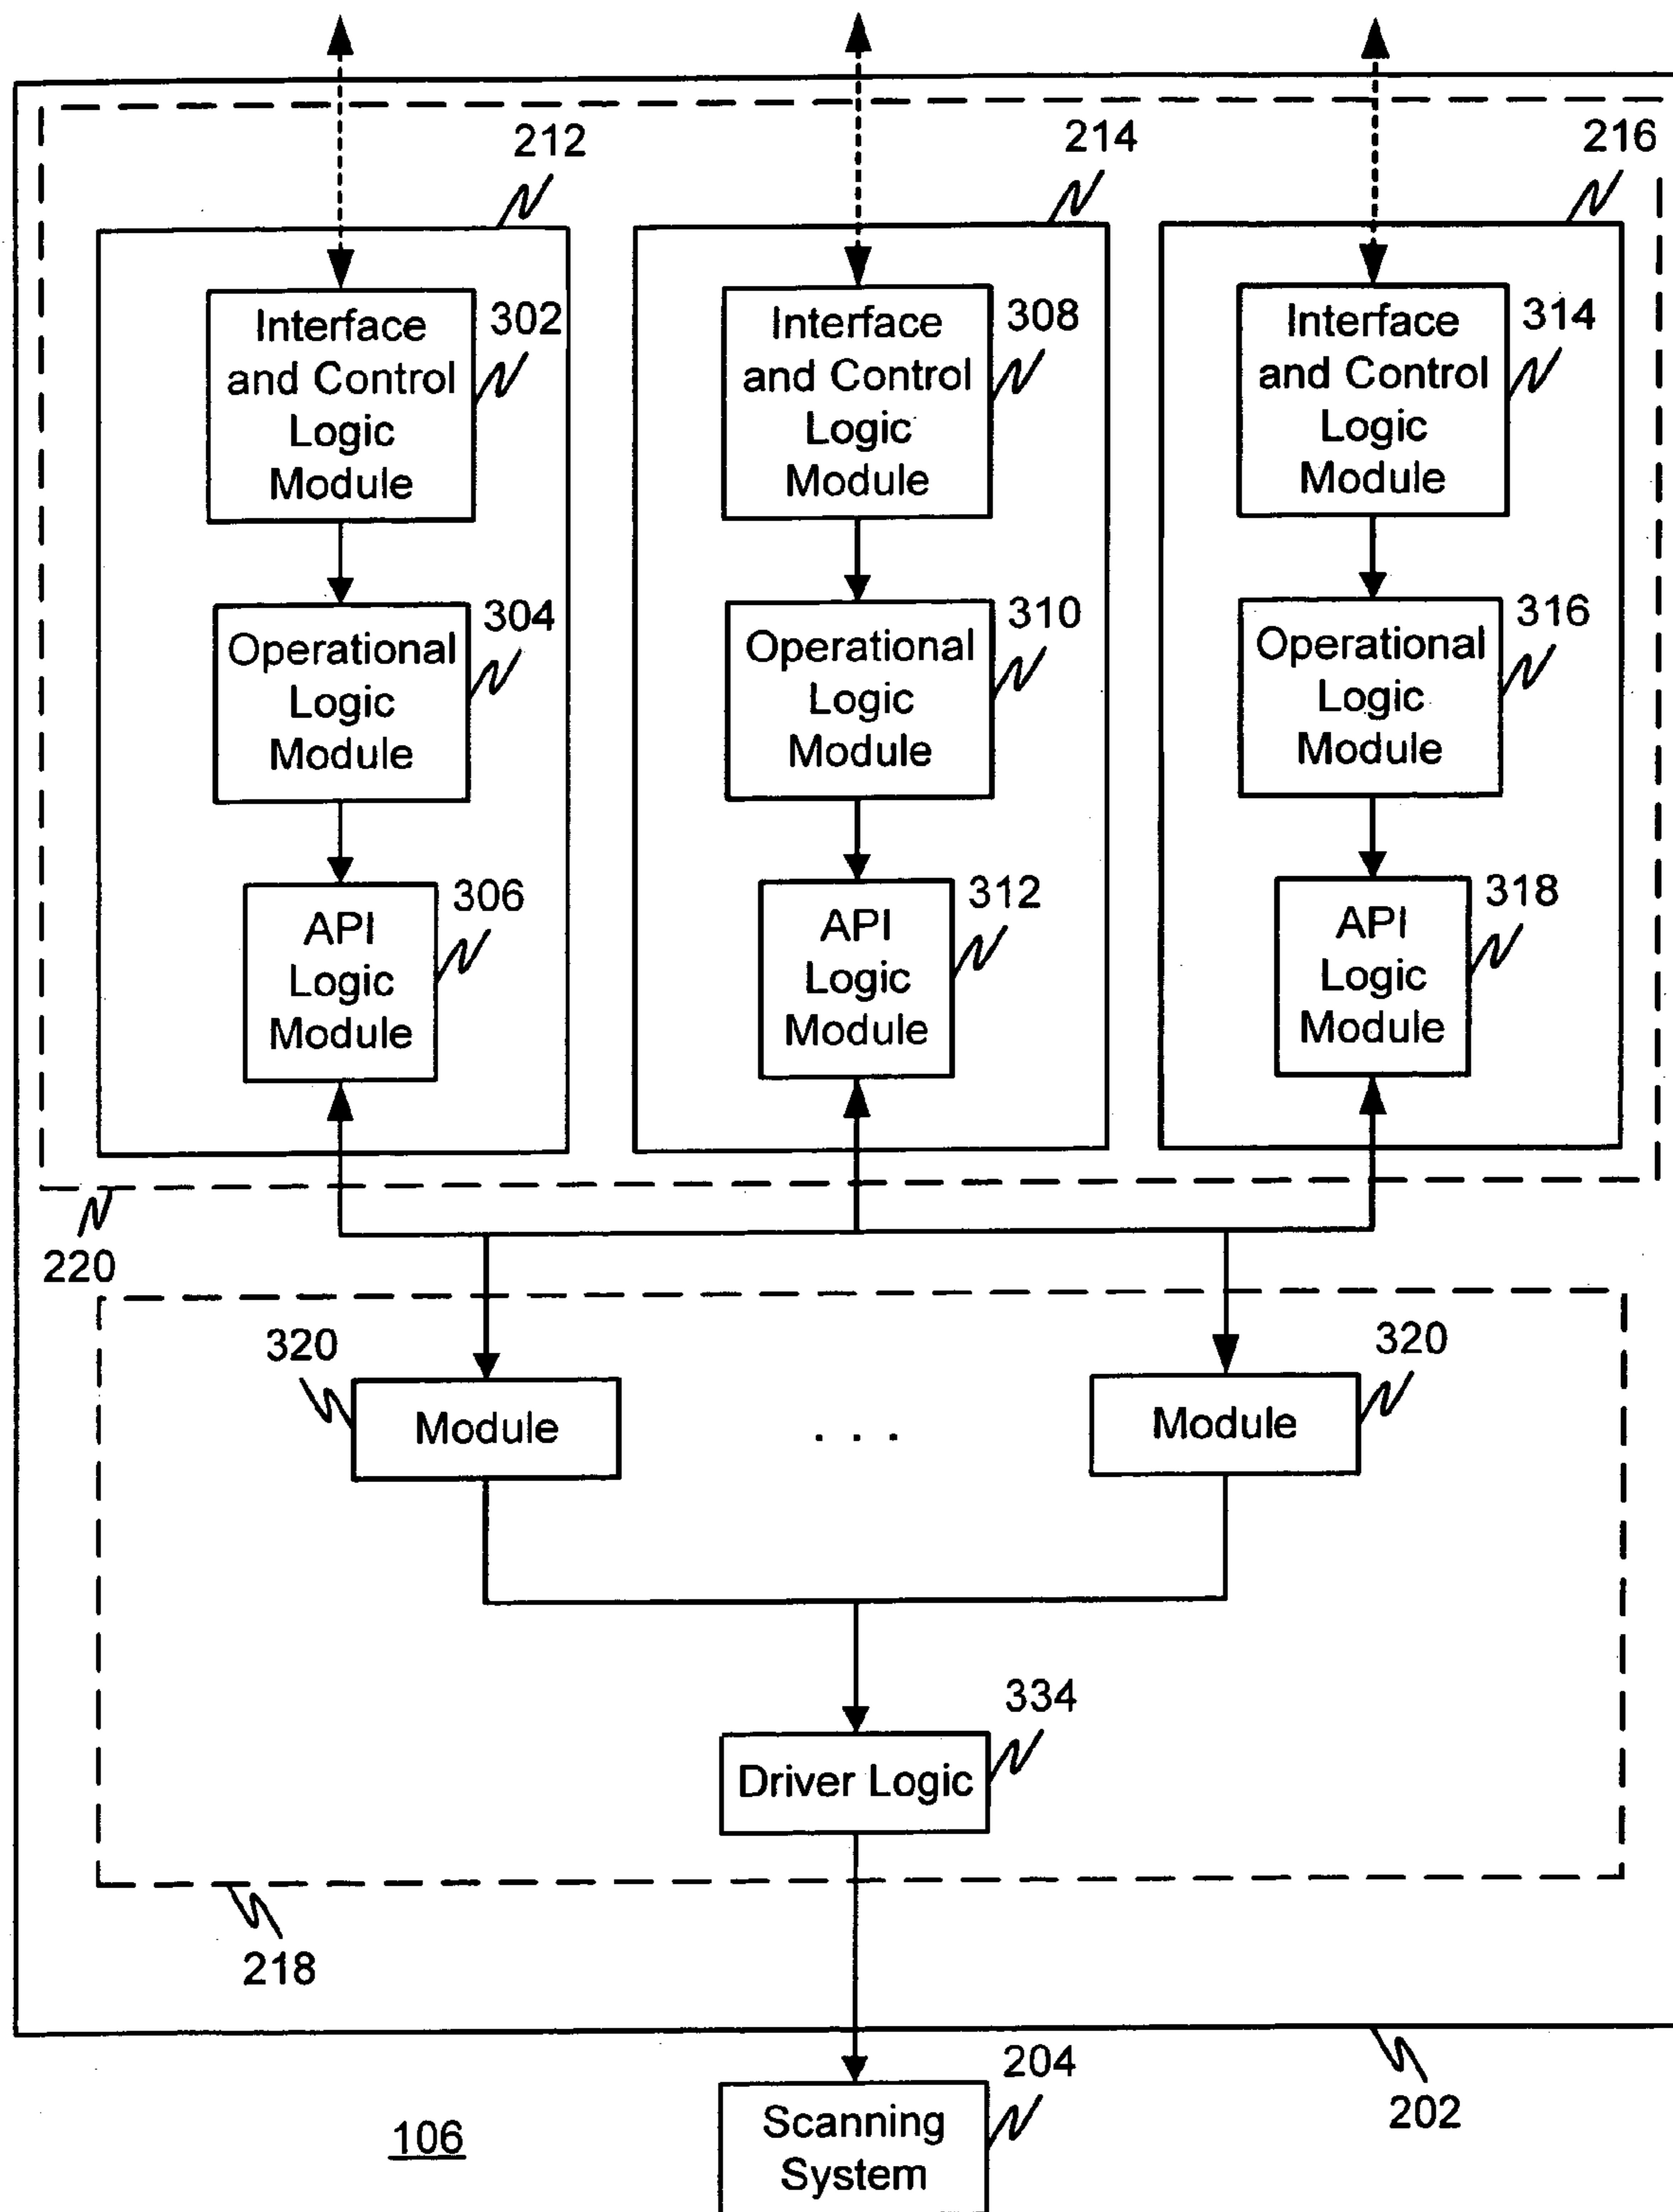 212
214
216
Interface
and Control
Logic
Module
302
Interface
and Control
Logic
Module
308
Interface
and Control
Logic
Module
314
Operational
Logic
Module
304
Operational
Logic
Module
310
Operational
Logic
Module
316
API
Logic
Module
306
API
Logic
Module
312
API
Logic
Module
318
220
320
Module
. . .
Module
320
334
Driver Logic
218
204
Scanning
System
202
106